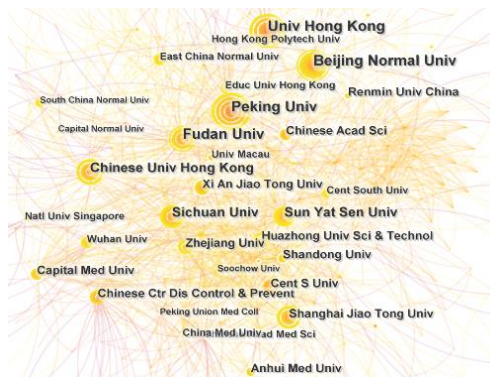 Univ Hong Kong
Hong Kong Polytech Univ
East China Normal Univ
Beijing Normal Univ
Educ Univ Hong Kong
Renmin Univ China
South China Normal Univ
Peking Univ
Capital Normal Univ
Fudan Univ
Chinese Acad Sci
Univ Macau
Chinese Univ Hong Kong
Xi An Jiao Tong Univ
Cent South Univ
Natl Univ Singapore
Sichuan Univ
Sun Yat Sen Univ
Wuhan Univ
Zhejiang Univ
Huazhong Univ Sci & Technol
Shandong Univ
Capital Med Univ
Soochow Univ
Cent S Univ
Chinese Ctr Dis Control & Prevent
Peking Union Med Coll
Shanghai Jiao Tong Univ
China Med Univ
ad Med Sci
Anhui Med Univ